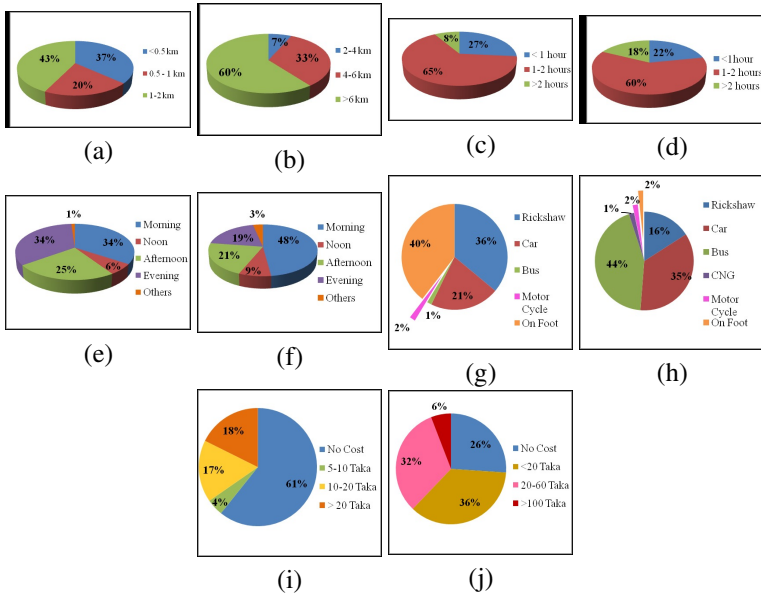 43%
37%
20%
<0.5 km
0.5 - 1 km
1-2 km
(a)
7%
33%
60%
2-4 km
4-6 km
>6 km
(b)
8%
27%
65%
< 1 hour
1-2 hours
>2 hours
(c)
18%
22%
60%
<1hour
1-2 hours
>2 hours
(d)
1%
34%
34%
6%
25%
Morning
Noon
Afternoon
Evening
Others
(e)
3%
19%
48%
21%
9%
Morning
Noon
Afternoon
Evening
Others
(f)
40%
36%
21%
1%
2%
Rickshaw
Car
Bus
Motor
Cycle
On Foot
(g)
2%
2%
1%
16%
44%
35%
Rickshaw
Car
Bus
CNG
Motor
Cycle
On Foot
(h)
18%
17%
61%
4%
No Cost
5-10 Taka
10-20 Taka
> 20 Taka
(i)
6%
26%
32%
36%
No Cost
<20 Taka
20-60 Taka
>100 Taka
(j)